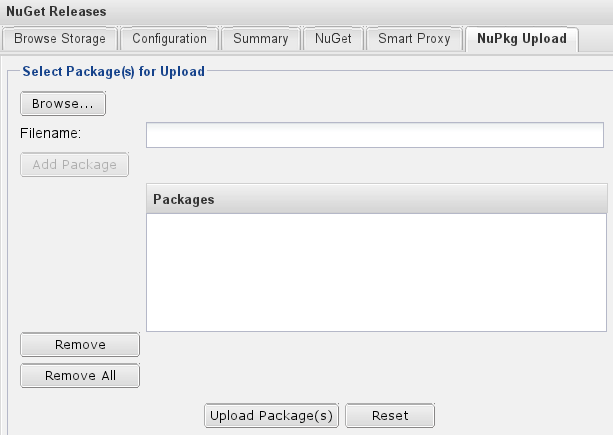 NuGet Releases
Browse Storage Configuration Summary NuGet Smart Proxy NuPkg Upload
Select Package(s) for Upload
Browse...
Filename:
Add Package
Packages
Remove
Remove All
Upload Package(s) Reset